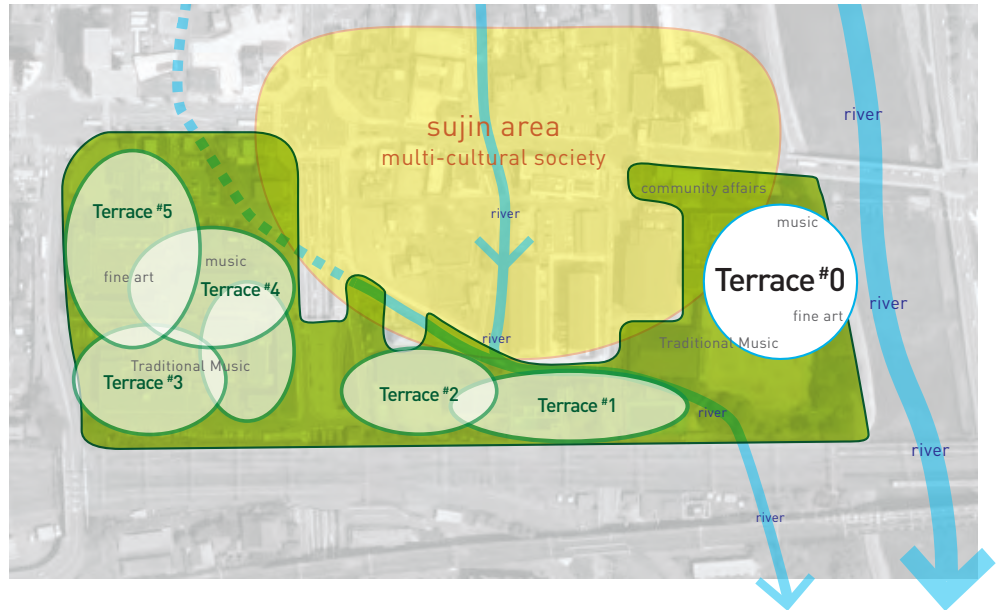 river
sujin area
multi-cultural society
community affairs
Terrace #5
river
music
music
fine art
Terrace #4
Terrace #0
river
fine art
river
Traditional Music
Traditional Music
Terrace #3
Terrace #2
Terrace #1
river
river
river